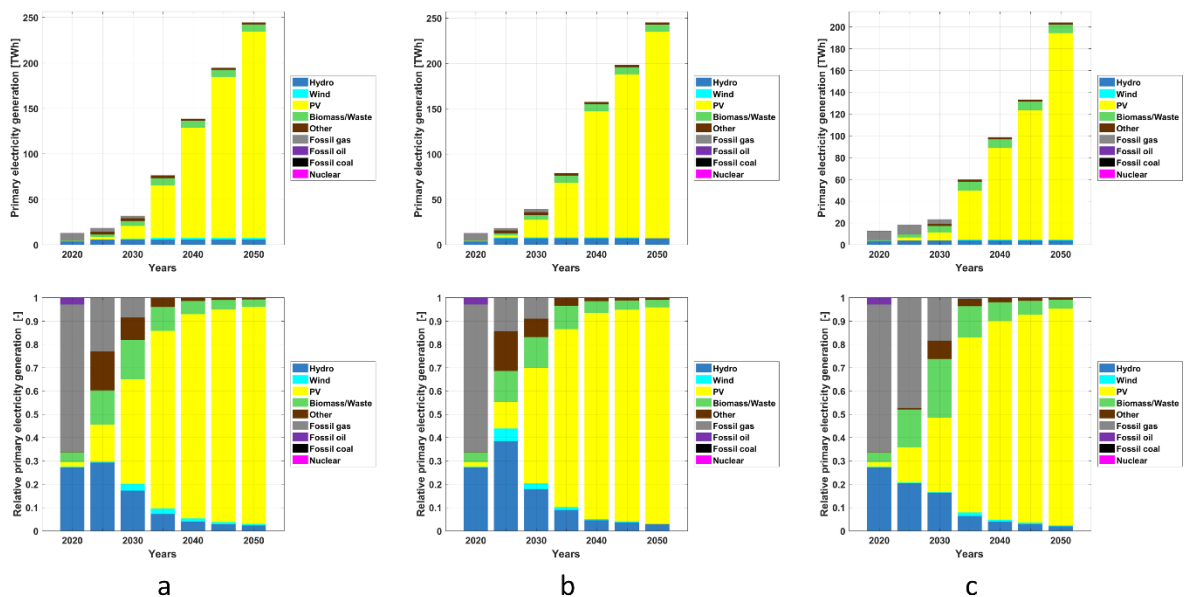 Primary electricity generation [TWh]
250
200
150
100
50
0
2020 2030 2040 2050
Years
Hydro
Wind
PV
Biomass/Waste
Other
Fossil gas
Fossil oil
Fossil coal
Nuclear
Primary electricity generation [TWh]
250
200
150
100
50
0
2020 2030 2040 2050
Years
Hydro
Wind
PV
Biomass/Waste
Other
Fossil gas
Fossil oil
Fossil coal
Nuclear
Primary electricity generation [TWh]
200
180
160
140
120
100
80
60
40
20
0
2020 2030 2040 2050
Years
Hydro
Wind
PV
Biomass/Waste
Other
Fossil gas
Fossil oil
Fossil coal
Nuclear
Relative primary electricity generation [-]
1
0.9
0.8
0.7
0.6
0.5
0.4
0.3
0.2
0.1
0
2020 2030 2040 2050
Years
Hydro
Wind
PV
Biomass/Waste
Other
Fossil gas
Fossil oil
Fossil coal
Nuclear
Relative primary electricity generation [-]
1
0.9
0.8
0.7
0.6
0.5
0.4
0.3
0.2
0.1
0
2020 2030 2040 2050
Years
Hydro
Wind
PV
Biomass/Waste
Other
Fossil gas
Fossil oil
Fossil coal
Nuclear
Relative primary electricity generation [-]
1
0.9
0.8
0.7
0.6
0.5
0.4
0.3
0.2
0.1
0
2020 2030 2040 2050
Years
Hydro
Wind
PV
Biomass/Waste
Other
Fossil gas
Fossil oil
Fossil coal
Nuclear
a b c